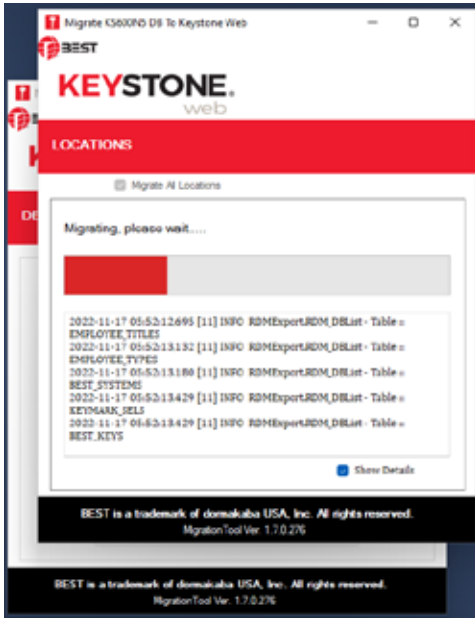 Migrate KS600N5 DB To Keystone Web
BEST
KEYSTONE.
web
LOCATIONS
DE
Migrate All Locations
Migrating, please wait.....
2022-11-17 05:52:12.695 [11] INFO RDMExport.RDM_DBList - Table =
EMPLOYEE_TITLES
2022-11-17 05:52:13.132 [11] INFO RDMExport.RDM_DBList - Table =
EMPLOYEE_TYPES
2022-11-17 05:52:13.180 [11] INFO RDMExport.RDM_DBList - Table =
BEST_SYSTEMS
2022-11-17 05:52:13.429 [11] INFO RDMExport.RDM_DBList - Table =
KEYMARK_SELS
2022-11-17 05:52:13.429 [11] INFO RDMExport.RDM_DBList - Table =
BEST_KEYS
Show Details
BEST is a trademark of dormakaba USA, Inc. All rights reserved.
MigrationTool Ver. 1.7.0.276
BEST is a trademark of dormakaba USA, Inc. All rights reserved.
MigrationTool Ver. 1.7.0.276